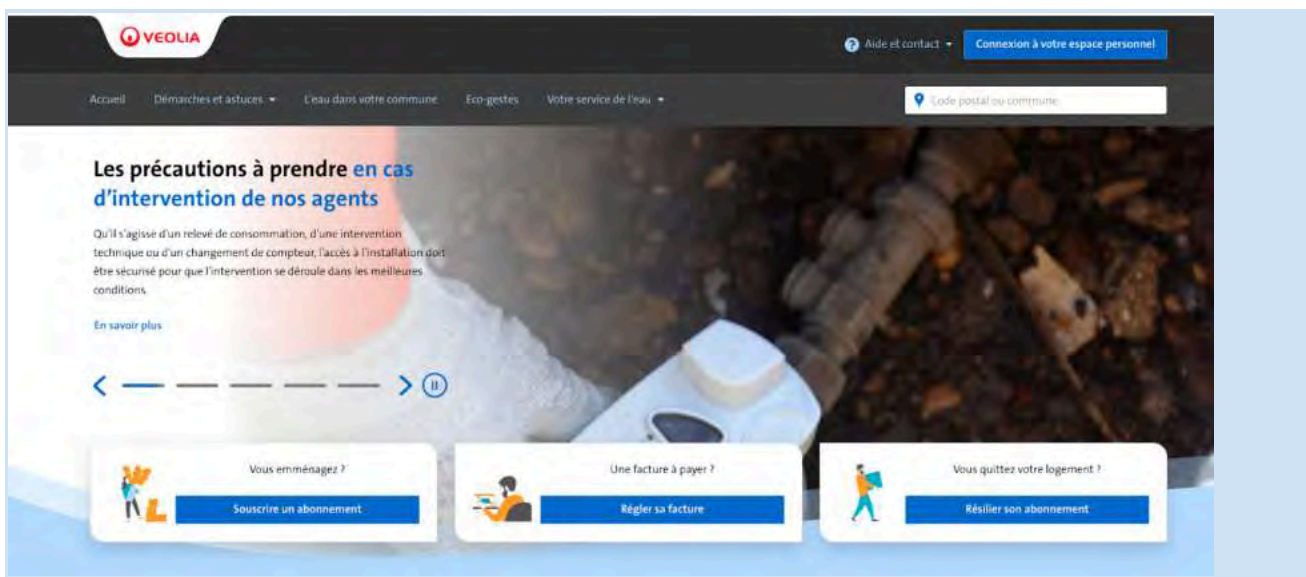 VEOLIA
Aide et contact
Connexion à votre espace personnel
Accueil
Démarches et astuces
L'eau dans votre commune
Eco-gestes
Votre service de l'eau
Code postal ou commune
Les précautions à prendre en cas
d'intervention de nos agents
Qu'il s'agisse d'un relevé de consommation, d'une intervention
technique ou d'un changement de compteur, l'accès à l'installation doit
être sécurisé pour que l'intervention se déroule dans les meilleures
conditions.
En savoir plus
Vous emménagez ?
Souscrire un abonnement
Une facture à payer ?
Régler sa facture
Vous quittez votre logement ?
Résilier son abonnement